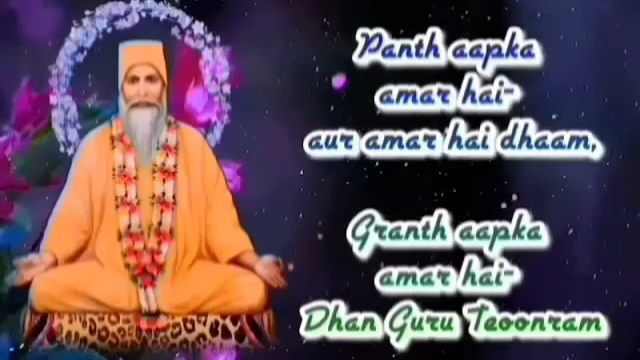 Panth aapka
amar hai-
aur amar hai dhaam,
Granth aapka
amar hai-
Dhan Guru Teoonram